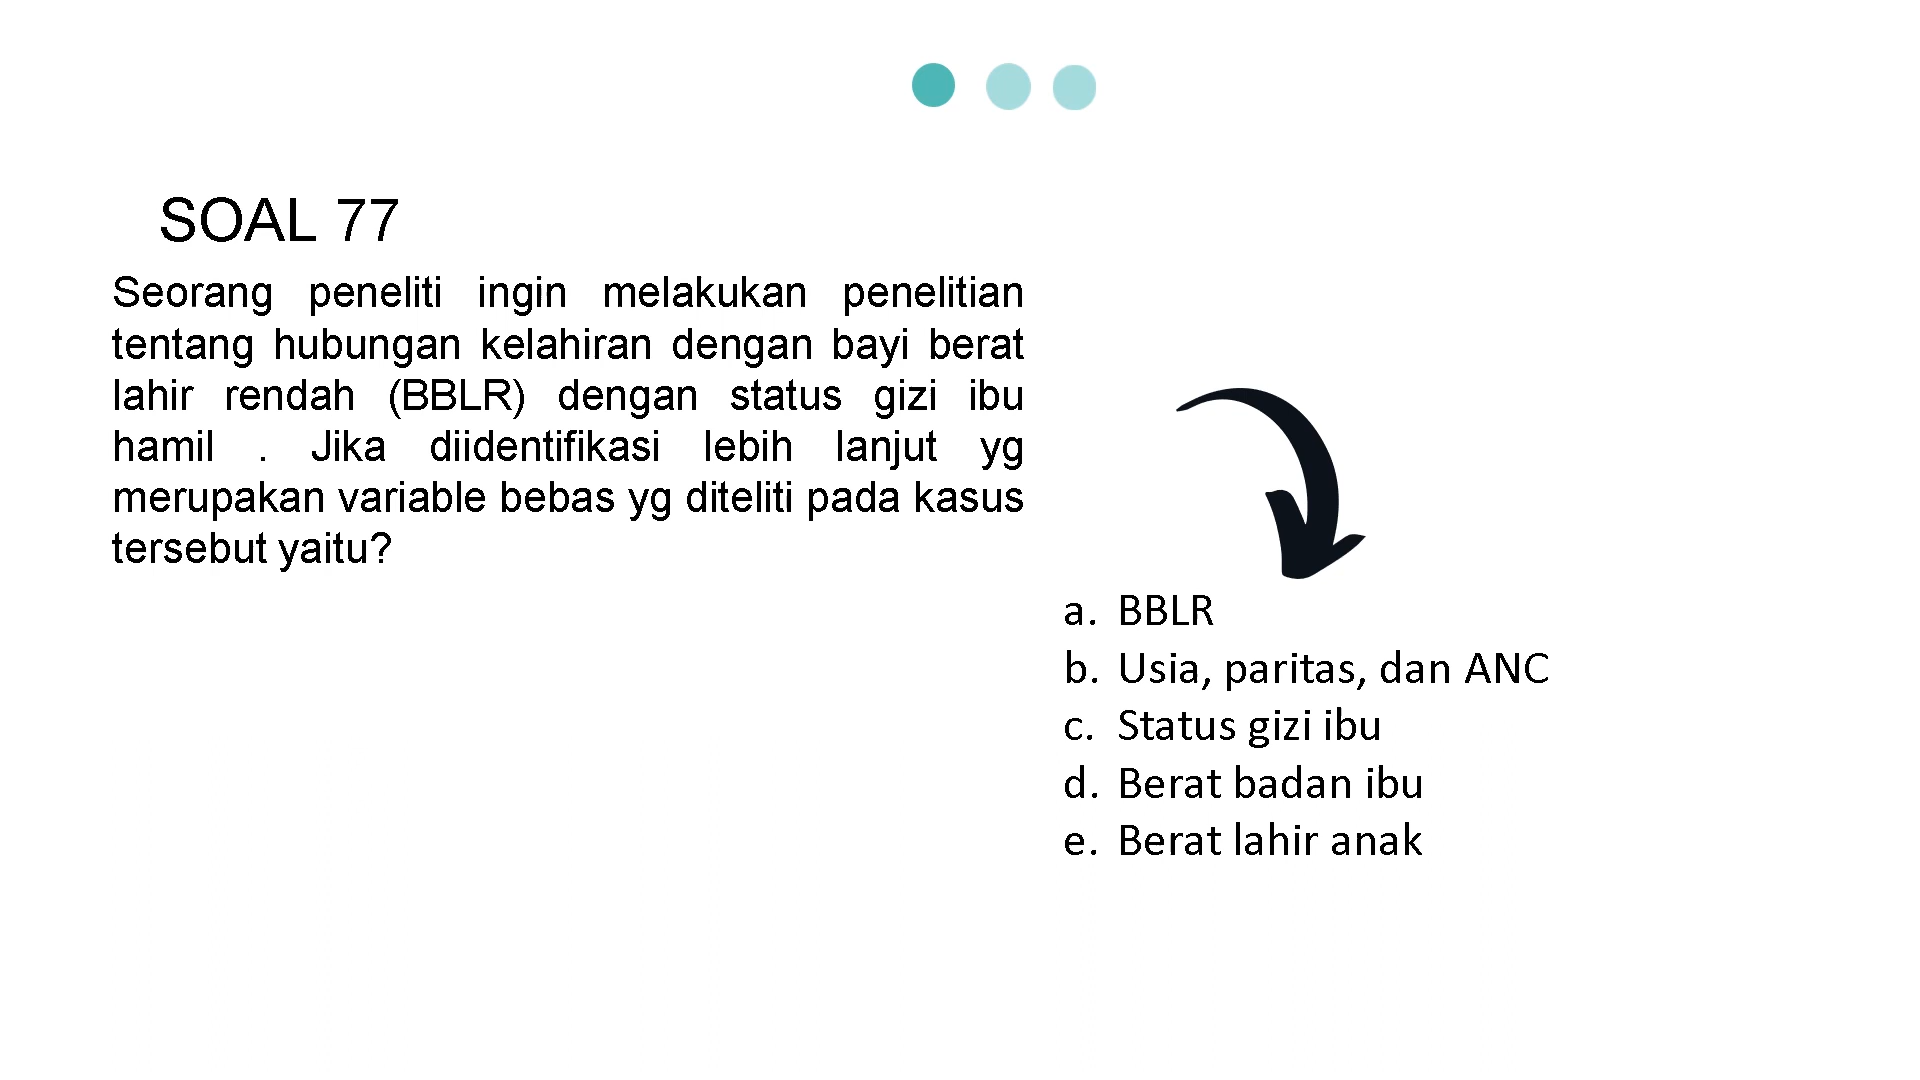 SOAL 77
Seorang peneliti ingin melakukan penelitian
tentang hubungan kelahiran dengan bayi berat
lahir rendah (BBLR) dengan status gizi ibu
hamil . Jika diidentifikasi lebih lanjut yg
merupakan variable bebas yg diteliti pada kasus
tersebut yaitu?
a. BBLR
b. Usia, paritas, dan ANC
c. Status gizi ibu
d. Berat badan ibu
e. Berat lahir anak